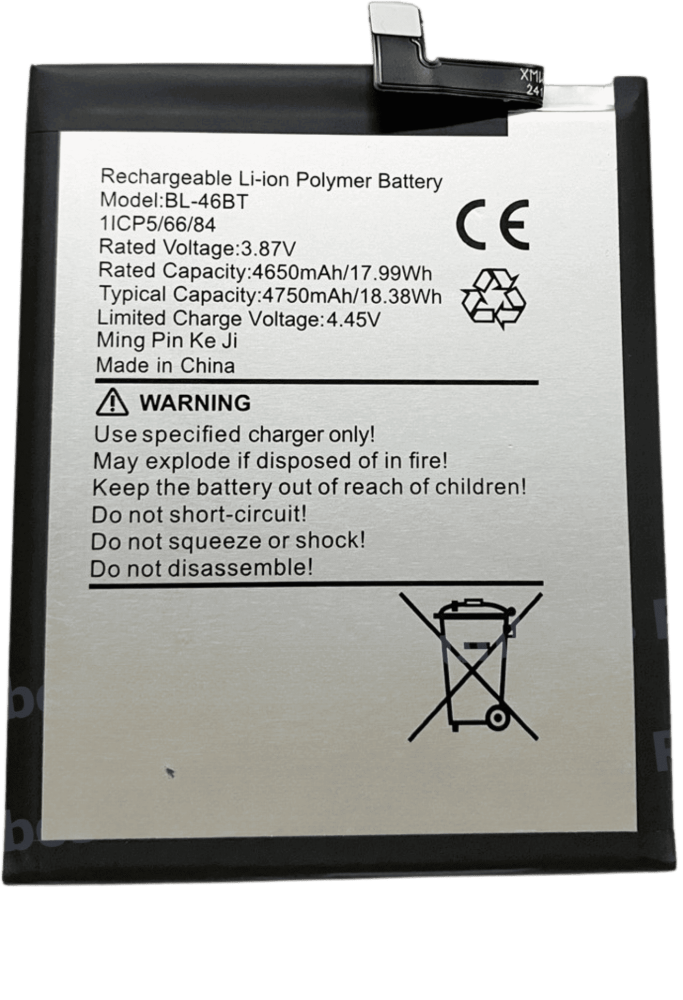 XMW
241
Rechargeable Li-ion Polymer Battery
Model:BL-46BT
1ICP5/66/84
Rated Voltage:3.87V
Rated Capacity:4650mAh/17.99Wh
Typical Capacity:4750mAh/18.38Wh
Limited Charge Voltage:4.45V
Ming Pin Ke Ji
Made in China
CE
WARNING
Use specified charger only!
May explode if disposed of in fire!
Keep the battery out of reach of children!
Do not short-circuit!
Do not squeeze or shock!
Do not disassemble!